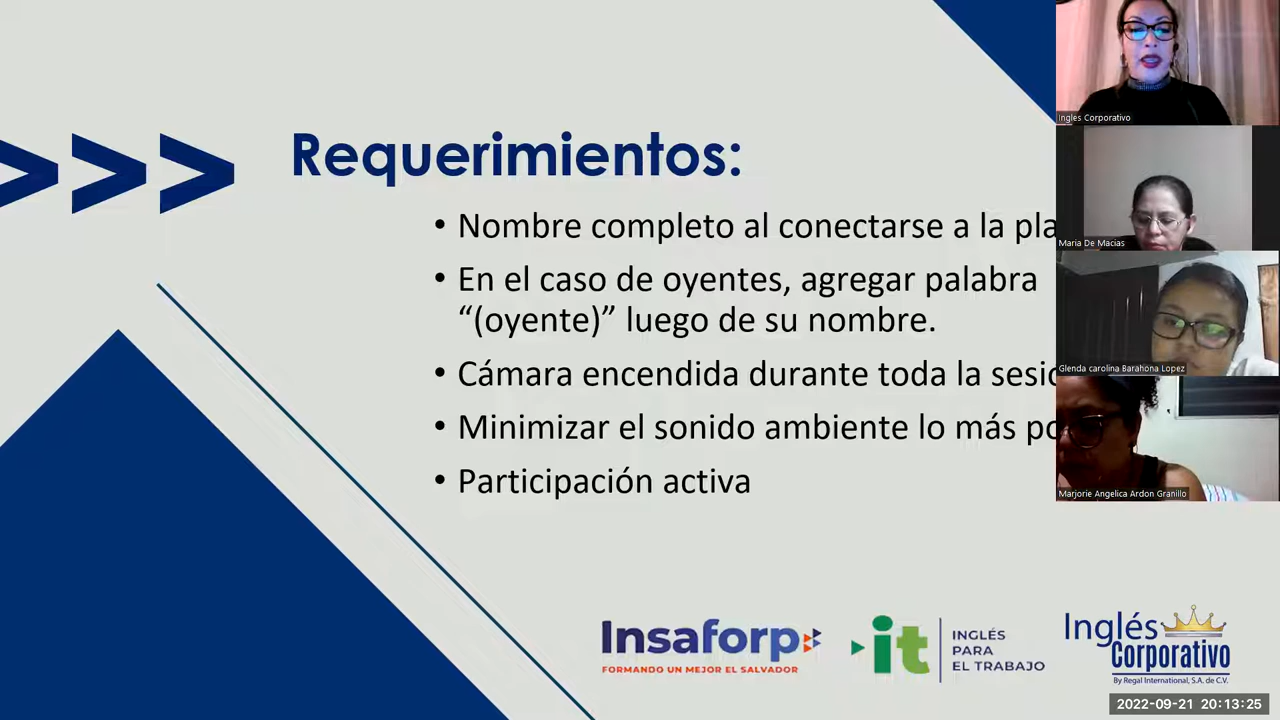 >>> Requerimientos:
• Nombre completo al conectarse a la
• En el caso de oyentes, agregar palabra
“(oyente)” luego de su nombre.
• Cámara encendida durante toda la
• Minimizar el sonido ambiente lo más
• Participación activa
Ingles Corporativo
Maria De Macias
Glenda carolina Barahona Lopez
Marjorie Angelica Ardon Granillo
Insaforp
FORMANDO UN MEJOR EL SALVADOR
it
INGLÉS
PARA
EL TRABAJO
Inglés
Corporativo
By Regal International, S.A. de C.V.
2022-09-21 20:13:25